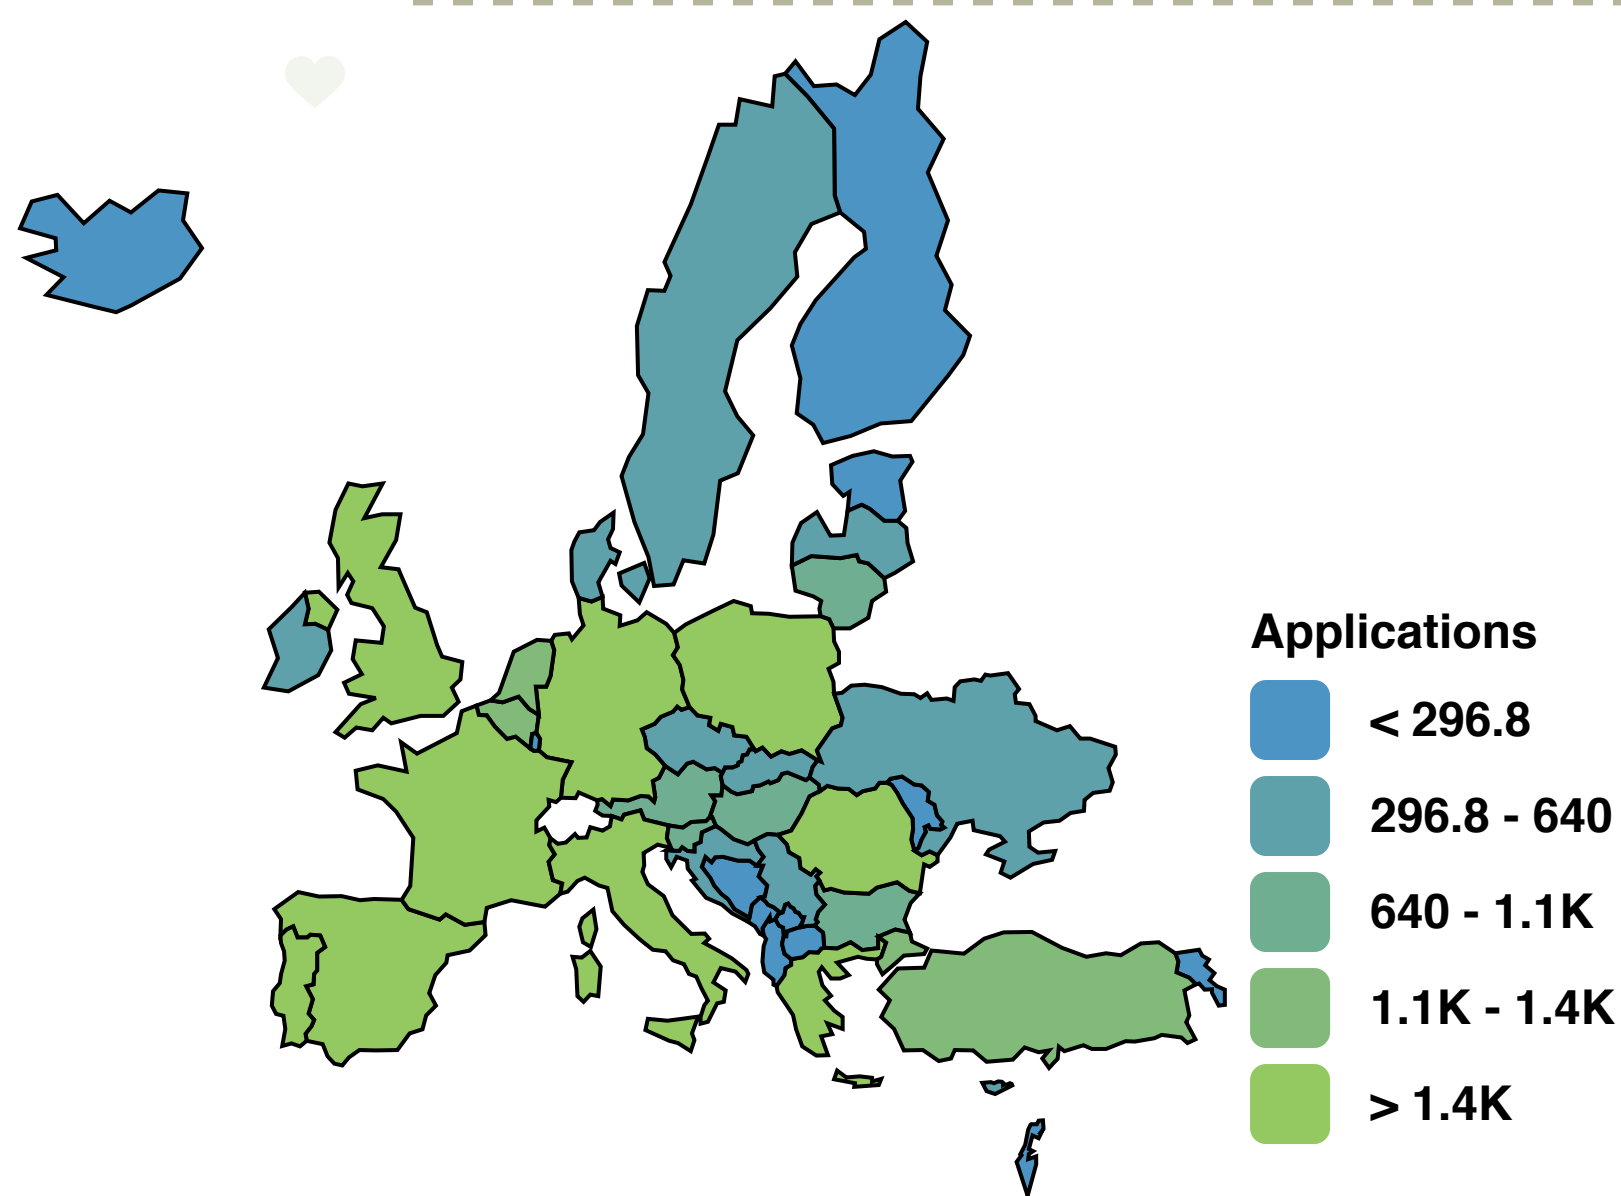 Applications
< 296.8
296.8 - 640
640 - 1.1K
1.1K - 1.4K
> 1.4K